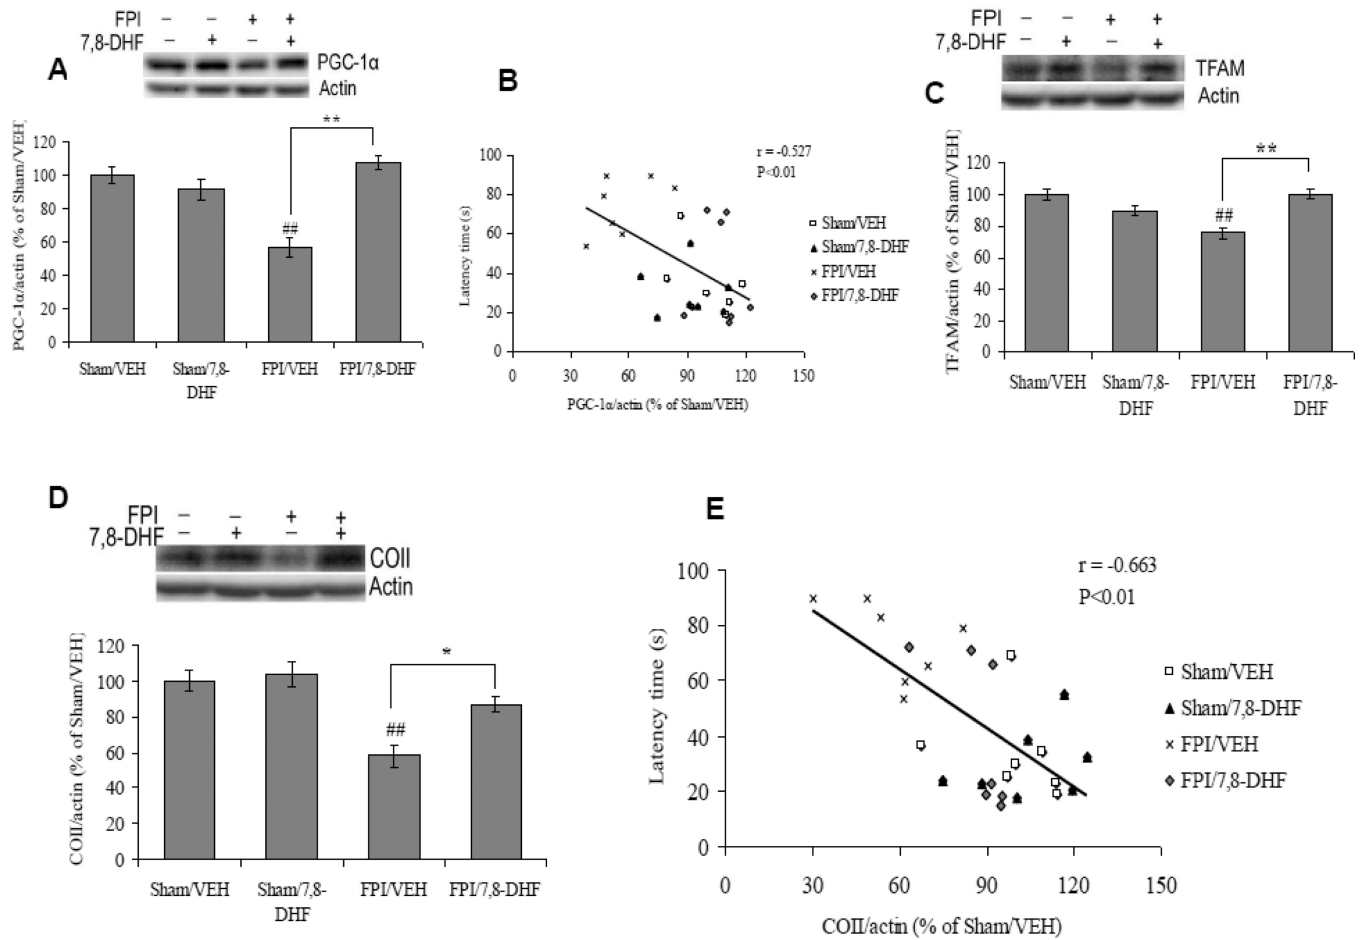 A
FPI – – + +
7,8-DHF – + – +
PGC-1α
Actin
PGC-1α/actin (% of Sham/VEH)
120
100
80
60
40
20
0
##
**
Sham/VEH
Sham/7,8-
DHF
FPI/VEH
FPI/7,8-DHF
B
r = -0.527
P<0.01
Latency time (s)
100
80
60
40
20
0
0 30 60 90 120 150
PGC-1α/actin (% of Sham/VEH)
Sham/VEH
Sham/7,8-DHF
FPI/VEH
FPI/7,8-DHF
C
FPI – – + +
7,8-DHF – + – +
TFAM
Actin
TFAM/actin (% of Sham/VEH)
120
100
80
60
40
20
0
##
**
Sham/VEH
Sham/7,8-
DHF
FPI/VEH
FPI/7,8-
DHF
D
FPI – – + +
7,8-DHF – + – +
COII
Actin
COII/actin (% of Sham/VEH)
120
100
80
60
40
20
0
##
*
Sham/VEH
Sham/7,8-
DHF
FPI/VEH
FPI/7,8-DHF
E
r = -0.663
P<0.01
Latency time (s)
100
80
60
40
20
0
0 30 60 90 120 150
COII/actin (% of Sham/VEH)
Sham/VEH
Sham/7,8-DHF
FPI/VEH
FPI/7,8-DHF